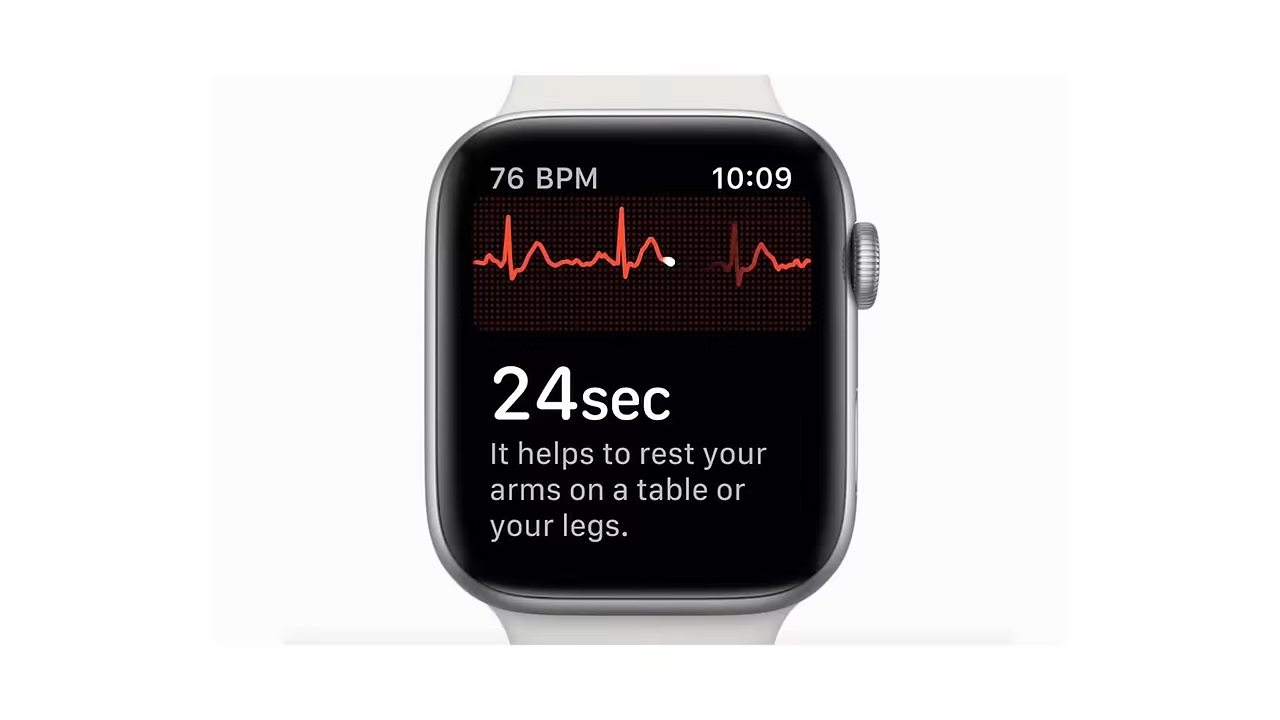 76 BPM 10:09
24sec
It helps to rest your
arms on a table or
your legs.